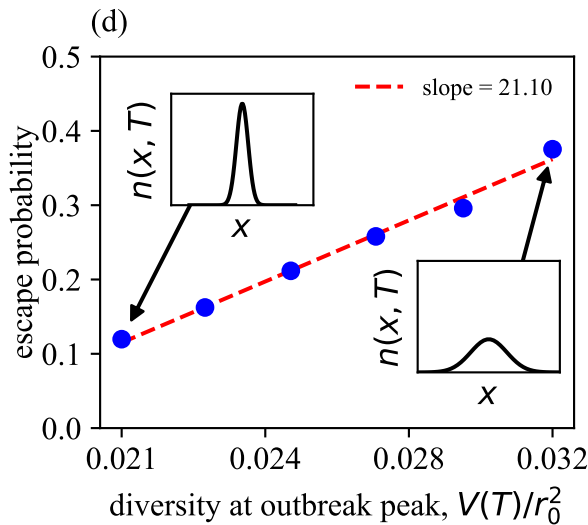 (d)
0.5
0.4
0.3
0.2
0.1
0.0
escape probability
slope = 21.10
n(x, T)
x
n(x, T)
x
0.021
0.024
0.028
0.032
diversity at outbreak peak, V(T)/r₀²